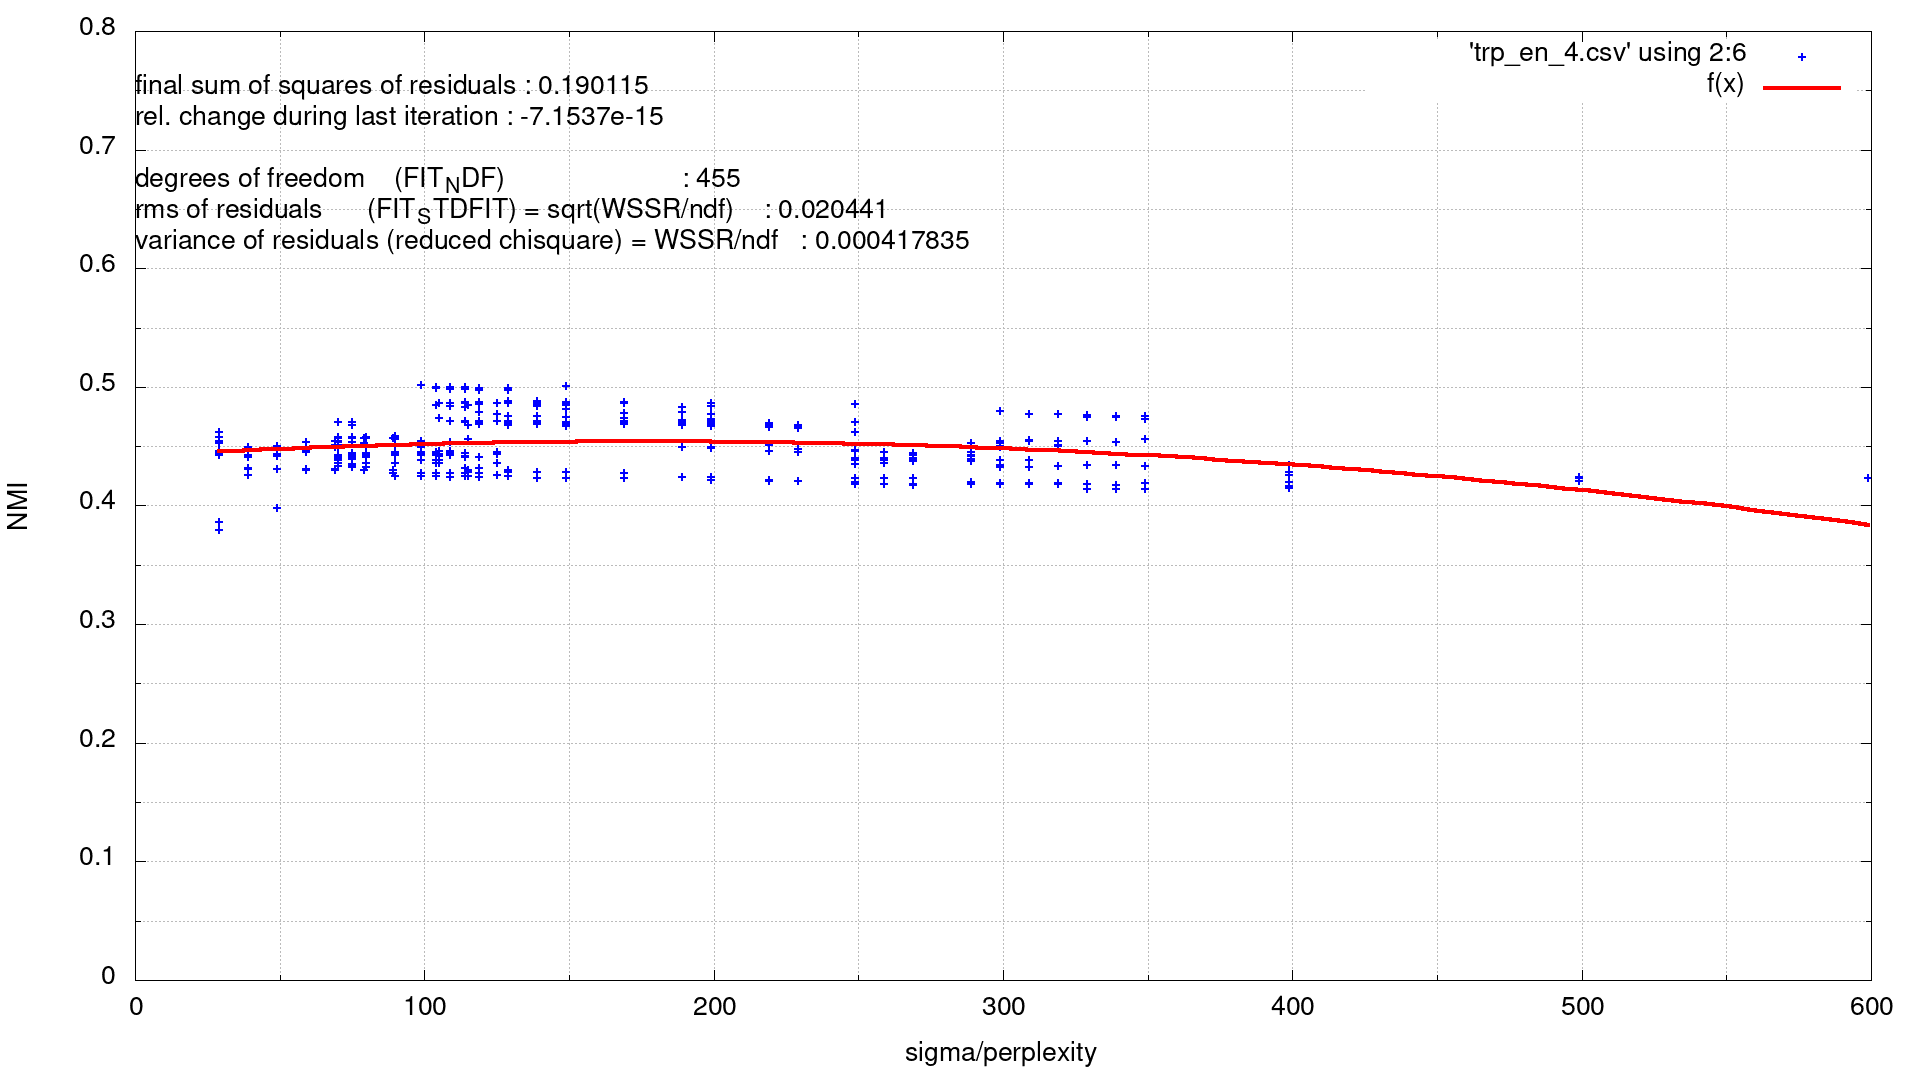 'trp_en_4.csv' using 2:6
f(x)
final sum of squares of residuals : 0.190115
rel. change during last iteration : -7.1537e-15
degrees of freedom (FIT_NDF) : 455
rms of residuals (FIT_STDFIT) = sqrt(WSSR/ndf) : 0.020441
variance of residuals (reduced chisquare) = WSSR/ndf : 0.000417835
0.8
0.7
0.6
0.5
0.4
0.3
0.2
0.1
0
NMI
0 100 200 300 400 500 600
sigma/perplexity